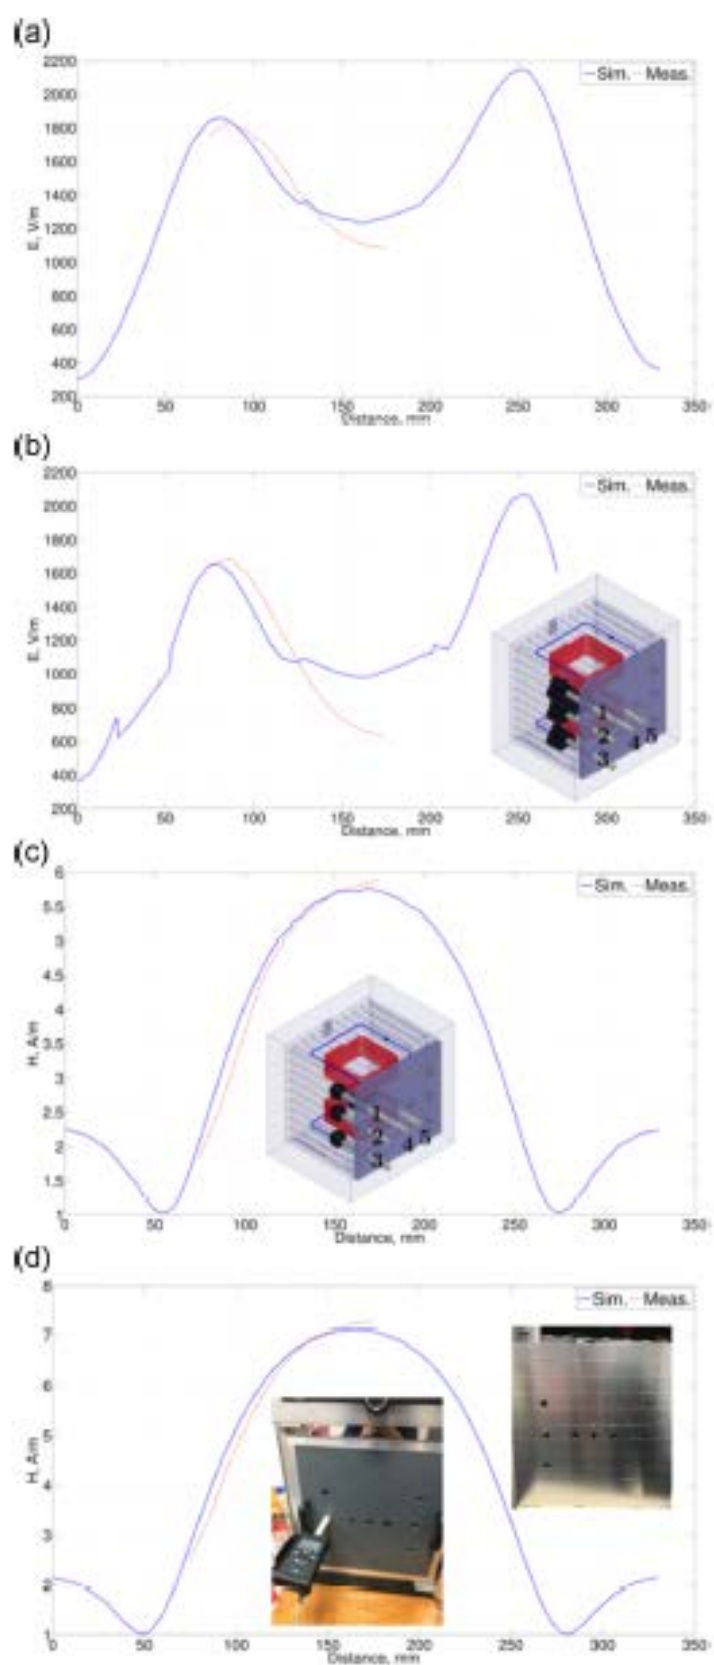 (a)
2200
2000
1800
1600
1400
1200
1000
800
600
400
200
E, V/m
0 50 100 150 200 250 300 350
Distance, mm
Sim. Meas.
(b)
2200
2000
1800
1600
1400
1200
1000
800
600
400
200
E, V/m
0 50 100 150 200 250 300 350
Distance, mm
Sim. Meas.
1
2
3 4 5
(c)
6
5.5
5
4.5
4
3.5
3
2.5
2
1.5
1
H, A/m
0 50 100 150 200 250 300 350
Distance, mm
Sim. Meas.
1
2
3 4 5
(d)
8
7
6
5
4
3
2
1
H, A/m
0 50 100 150 200 250 300 350
Distance, mm
Sim. Meas.